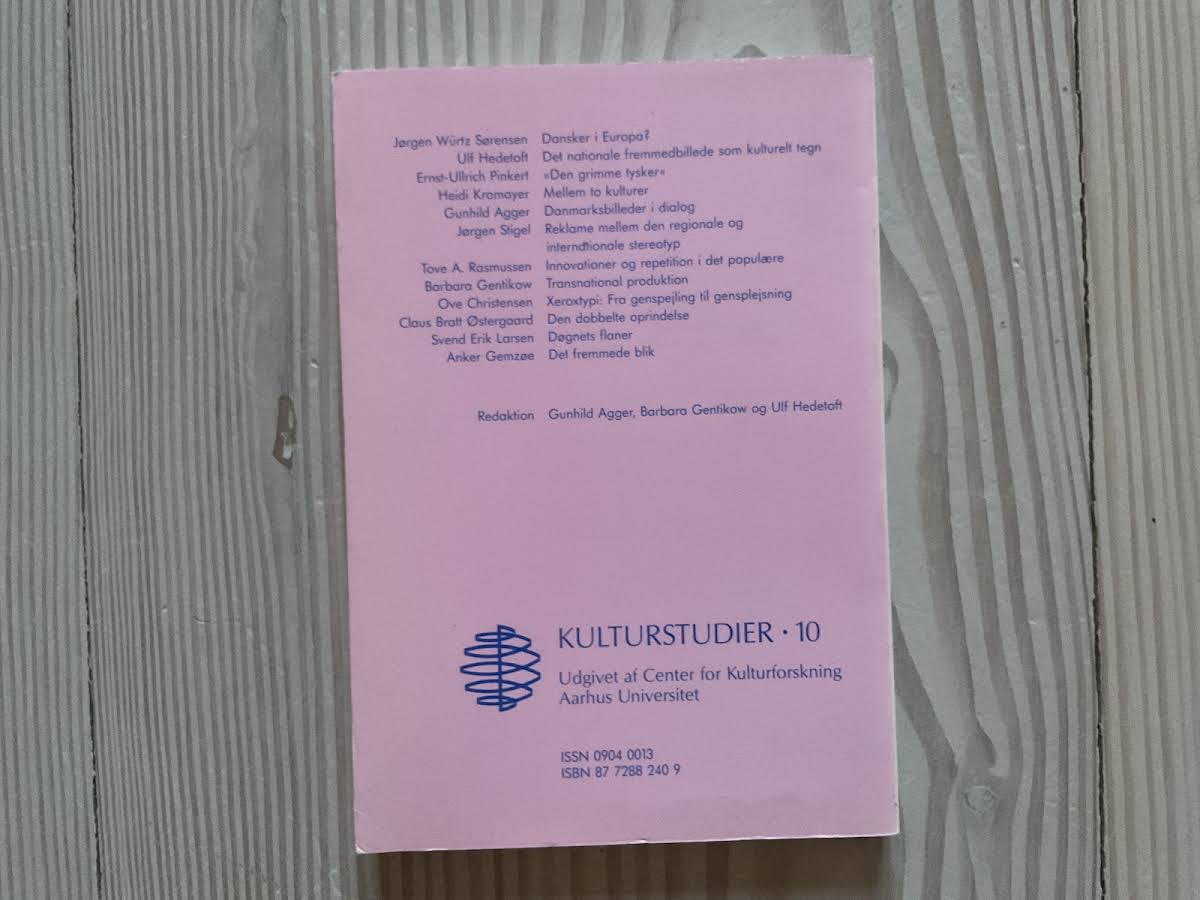 Jørgen Würtz Sørensen Dansker i Europa?
Ulf Hedetoft Det nationale fremmedbillede som kulturelt tegn
Ernst-Ullrich Pinkert »Den grimme tysker«
Heidi Kromayer Mellem to kulturer
Gunhild Agger Danmarksbilleder i dialog
Jørgen Stigel Reklame mellem den regionale og
interndtionale stereotyp
Tove A. Rasmussen Innovationer og repetition i det populære
Barbara Gentikow Transnational produktion
Ove Christensen Xeroxtypi: Fra genspejling til gensplejsning
Claus Bratt Østergaard Den dobbelte oprindelse
Svend Erik Larsen Døgnets flaner
Anker Gemzøe Det fremmede blik
Redaktion Gunhild Agger, Barbara Gentikow og Ulf Hedetoft
KULTURSTUDIER · 10
Udgivet af Center for Kulturforskning
Aarhus Universitet
ISSN 0904 0013
ISBN 87 7288 240 9